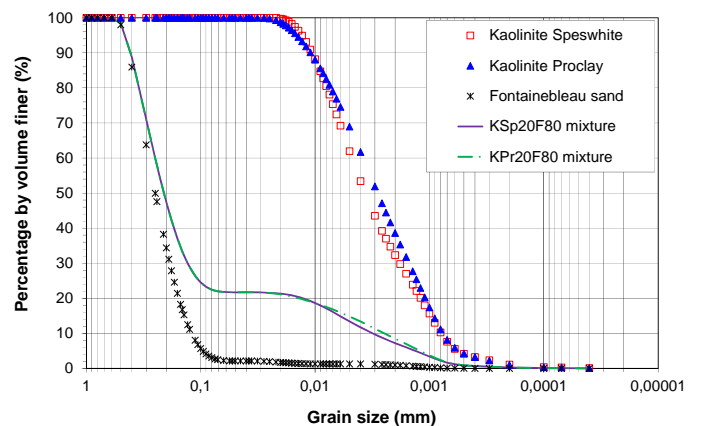 100
90
80
70
60
50
40
30
20
10
0
Percentage by volume finer (%)
Kaolinite Speswhite
Kaolinite Proclay
Fontainebleau sand
KSp20F80 mixture
KPr20F80 mixture
1 0,1 0,01 0,001 0,0001 0,00001
Grain size (mm)